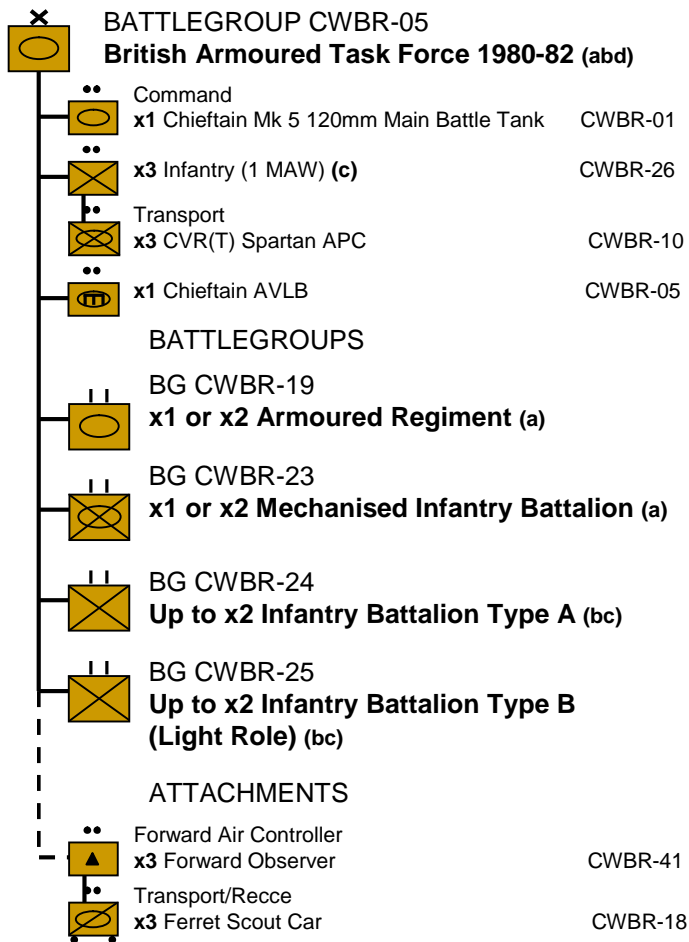 BATTLEGROUP CWBR-05
British Armoured Task Force 1980-82 (abd)
Command
x1 Chieftain Mk 5 120mm Main Battle Tank CWBR-01
x3 Infantry (1 MAW) (c) CWBR-26
Transport
x3 CVR(T) Spartan APC CWBR-10
x1 Chieftain AVLB CWBR-05
BATTLEGROUPS
BG CWBR-19
x1 or x2 Armoured Regiment (a)
BG CWBR-23
x1 or x2 Mechanised Infantry Battalion (a)
BG CWBR-24
Up to x2 Infantry Battalion Type A (bc)
BG CWBR-25
Up to x2 Infantry Battalion Type B
(Light Role) (bc)
ATTACHMENTS
Forward Air Controller
x3 Forward Observer CWBR-41
Transport/Recce
x3 Ferret Scout Car CWBR-18